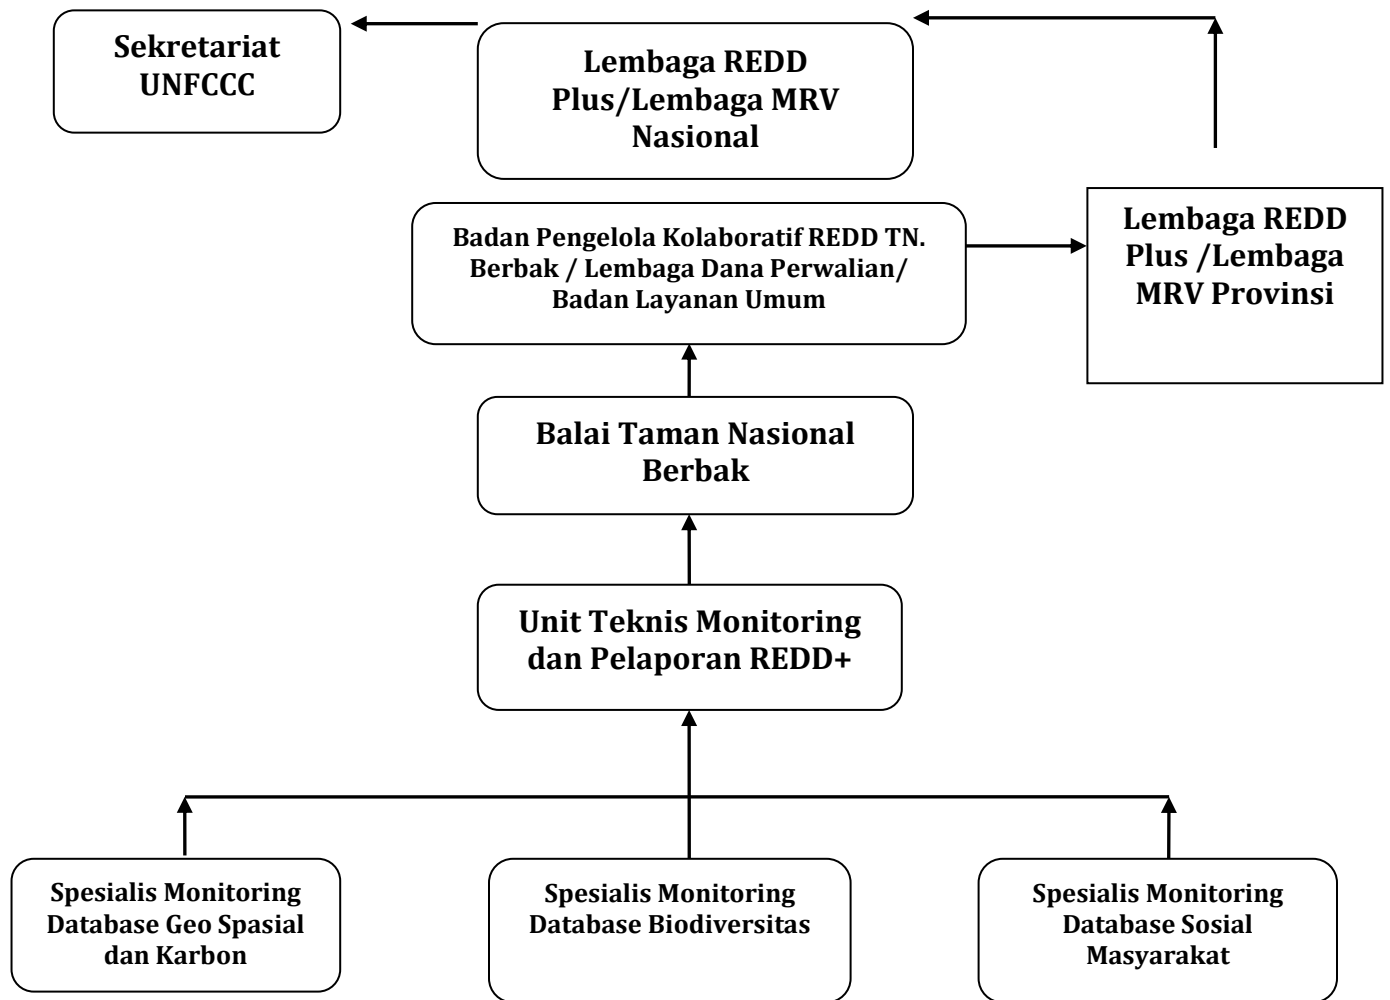 Sekretariat
UNFCCC
Lembaga REDD
Plus/Lembaga MRV
Nasional
Badan Pengelola Kolaboratif REDD TN.
Berbak / Lembaga Dana Perwalian/
Badan Layanan Umum
Lembaga REDD
Plus /Lembaga
MRV Provinsi
Balai Taman Nasional
Berbak
Unit Teknis Monitoring
dan Pelaporan REDD+
Spesialis Monitoring
Database Geo Spasial
dan Karbon
Spesialis Monitoring
Database Biodiversitas
Spesialis Monitoring
Database Sosial
Masyarakat